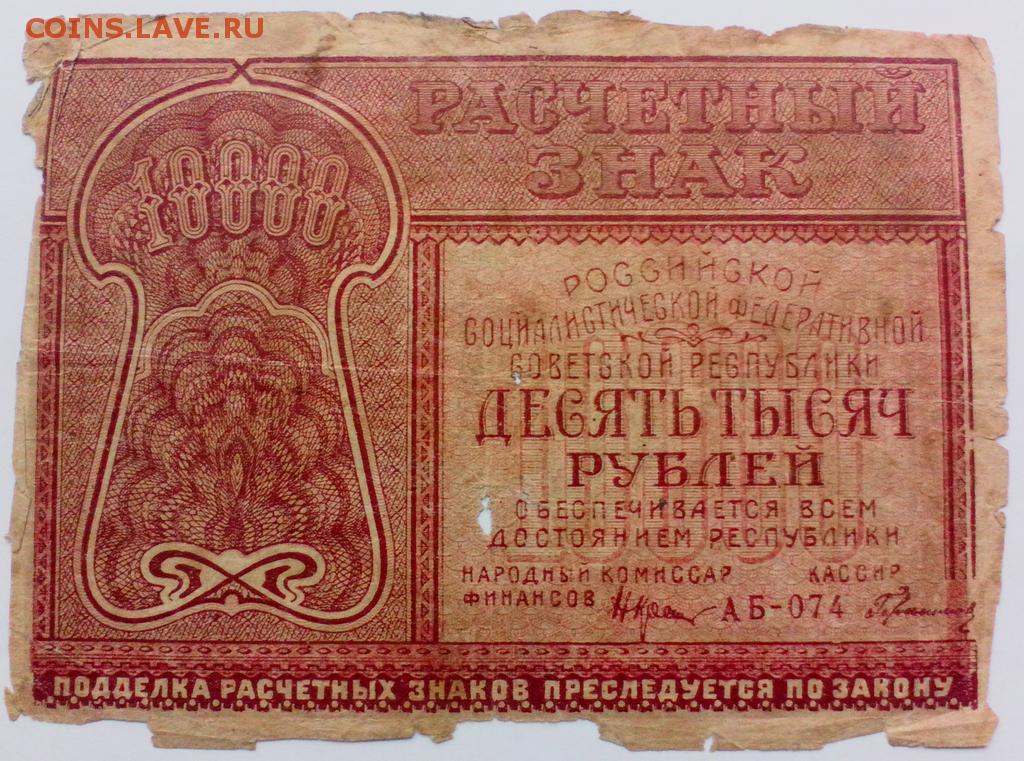 COINS.LAVE.RU
РАСЧЕТНЫЙ
ЗНАК
10000
10000
РОССИЙСКОЙ
СОЦИАЛИСТИЧЕСКОЙ ФЕДЕРАТИВНОЙ
СОВЕТСКОЙ РЕСПУБЛИКИ
ДЕСЯТЬ ТЫСЯЧ
РУБЛЕЙ
ОБЕСПЕЧИВАЕТСЯ ВСЕМ
ДОСТОЯНИЕМ РЕСПУБЛИКИ
НАРОДНЫЙ КОМИССАР КАССИР
ФИНАНСОВ АБ-074
ПОДДЕЛКА РАСЧЕТНЫХ ЗНАКОВ ПРЕСЛЕДУЕТСЯ ПО ЗАКОНУ